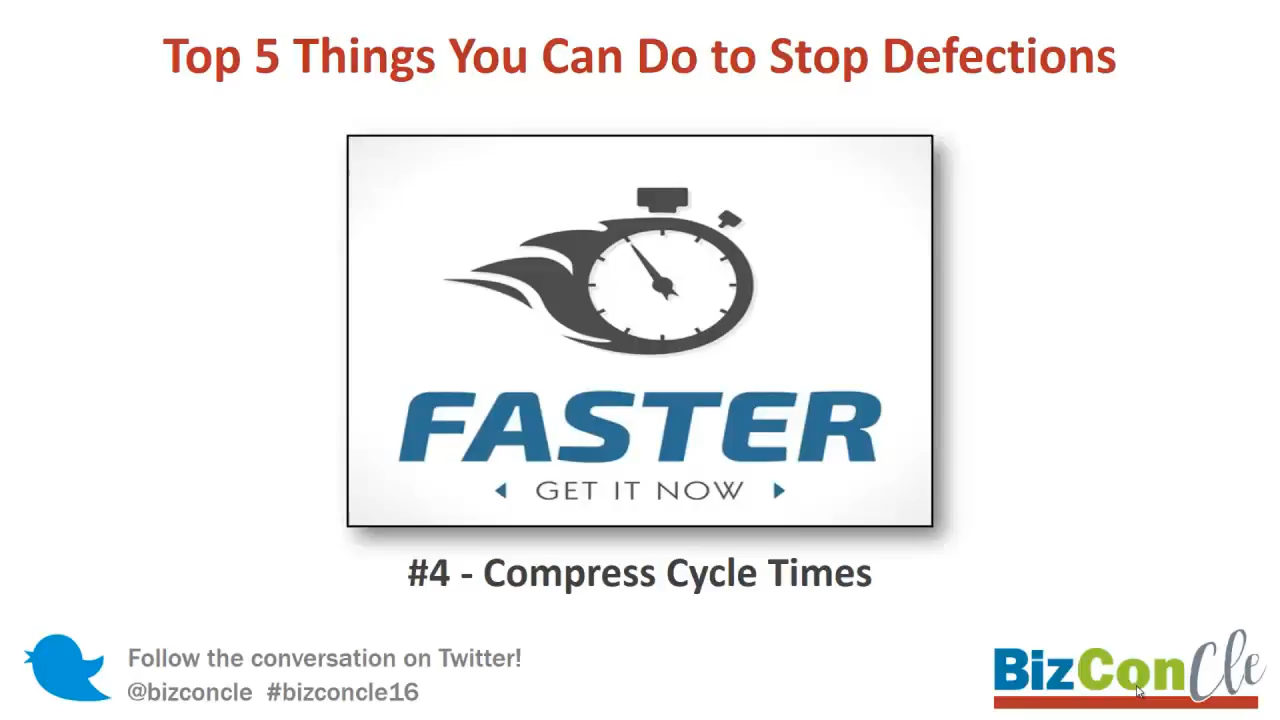 Top 5 Things You Can Do to Stop Defections
FASTER
GET IT NOW
#4 - Compress Cycle Times
Follow the conversation on Twitter!
@bizconcle #bizconcle16
BizConCle